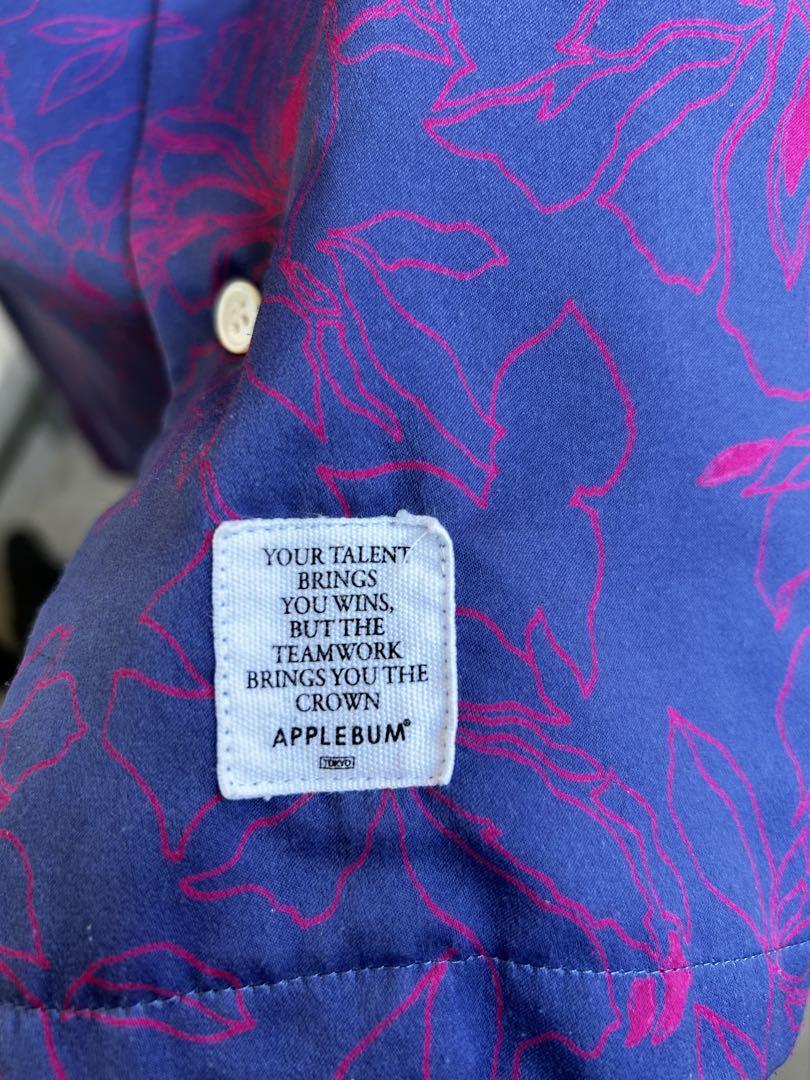 YOUR TALENT
BRINGS
YOU WINS,
BUT THE
TEAMWORK
BRINGS YOU THE
CROWN
APPLEBUM®
TOKYO